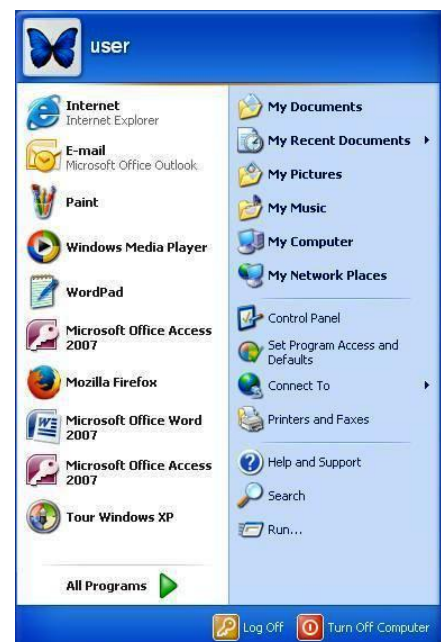 user
Internet
Internet Explorer
E-mail
Microsoft Office Outlook
Paint
Windows Media Player
WordPad
Microsoft Office Access
2007
Mozilla Firefox
Microsoft Office Word
2007
Microsoft Office Access
2007
Tour Windows XP
All Programs
My Documents
My Recent Documents
My Pictures
My Music
My Computer
My Network Places
Control Panel
Set Program Access and
Defaults
Connect To
Printers and Faxes
Help and Support
Search
Run...
Log Off
Turn Off Computer